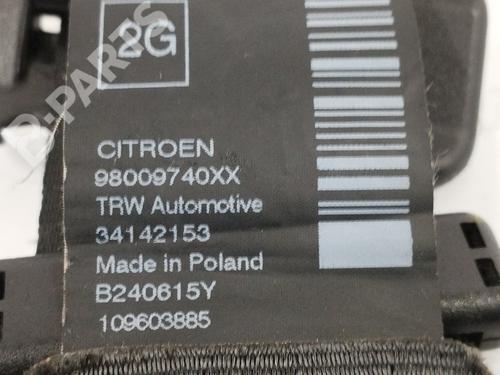 2G
B-PARTS
CITROEN
98009740XX
TRW Automotive
34142153
Made in Poland
B240615Y
109603885